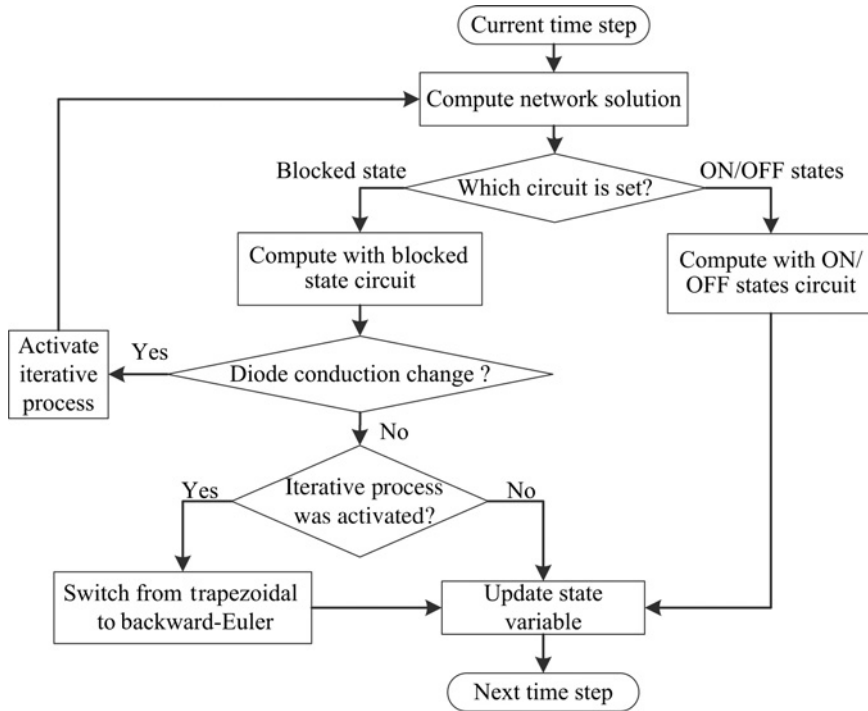 Current time step
Compute network solution
Blocked state
Which circuit is set?
ON/OFF states
Compute with blocked
state circuit
Compute with ON/
OFF states circuit
Activate
iterative
process
Yes
Diode conduction change ?
No
Yes
Iterative process
was activated?
No
Switch from trapezoidal
to backward-Euler
Update state
variable
Next time step